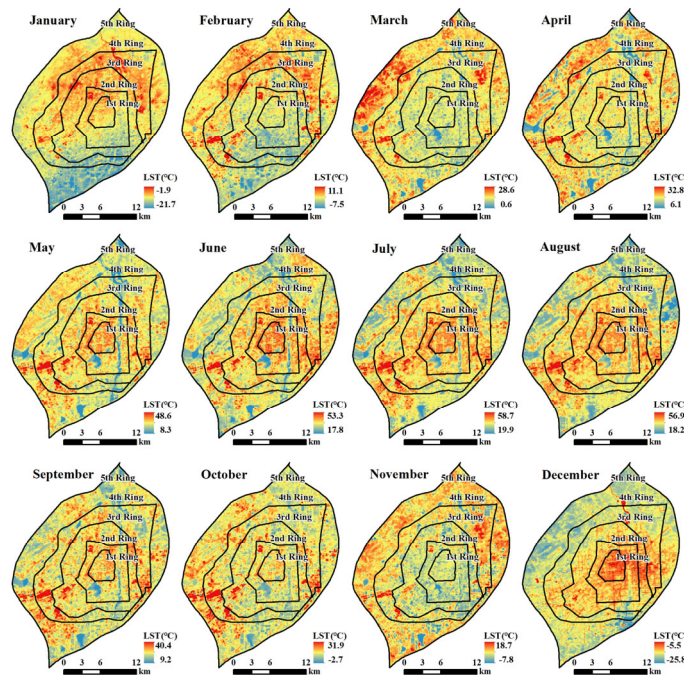 January
5th Ring
4th Ring
3rd Ring
2nd Ring
1st Ring
LST(°C)
-1.9
-21.7
0 3 6 12
km
February
5th Ring
4th Ring
3rd Ring
2nd Ring
1st Ring
LST(°C)
11.1
-7.5
0 3 6 12
km
March
5th Ring
4th Ring
3rd Ring
2nd Ring
1st Ring
LST(°C)
28.6
0.6
0 3 6 12
km
April
5th Ring
4th Ring
3rd Ring
2nd Ring
1st Ring
LST(°C)
32.8
6.1
0 3 6 12
km
May
5th Ring
4th Ring
3rd Ring
2nd Ring
1st Ring
LST(°C)
48.6
8.3
0 3 6 12
km
June
5th Ring
4th Ring
3rd Ring
2nd Ring
1st Ring
LST(°C)
53.3
17.8
0 3 6 12
km
July
5th Ring
4th Ring
3rd Ring
2nd Ring
1st Ring
LST(°C)
58.7
19.9
0 3 6 12
km
August
5th Ring
4th Ring
3rd Ring
2nd Ring
1st Ring
LST(°C)
56.9
18.2
0 3 6 12
km
September
5th Ring
4th Ring
3rd Ring
2nd Ring
1st Ring
LST(°C)
40.4
9.2
0 3 6 12
km
October
5th Ring
4th Ring
3rd Ring
2nd Ring
1st Ring
LST(°C)
31.9
-2.7
0 3 6 12
km
November
5th Ring
4th Ring
3rd Ring
2nd Ring
1st Ring
LST(°C)
18.7
-7.8
0 3 6 12
km
December
5th Ring
4th Ring
3rd Ring
2nd Ring
1st Ring
LST(°C)
-5.5
-25.8
0 3 6 12
km